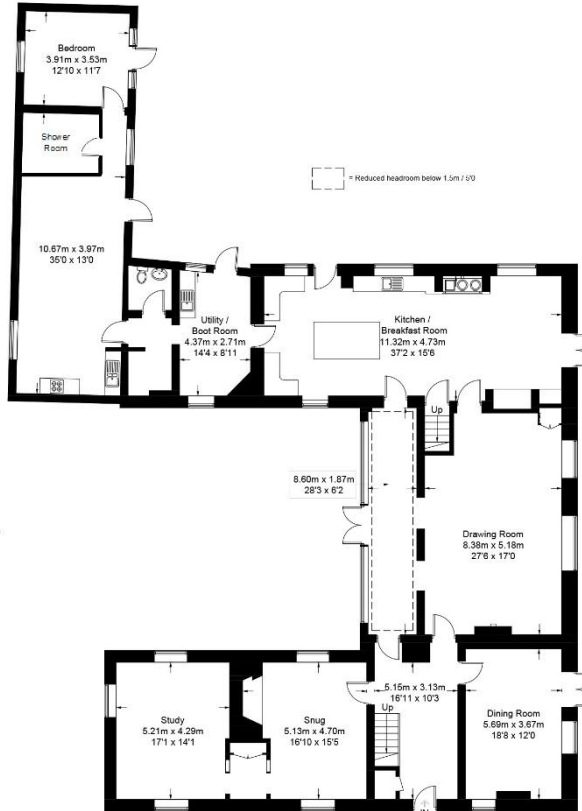 Bedroom
3.91m x 3.53m
12'10 x 11'7
Shower
Room
= Reduced headroom below 1.5m / 5'0
10.67m x 3.97m
35'0 x 13'0
Utility /
Boot Room
4.37m x 2.71m
14'4 x 8'11
Kitchen /
Breakfast Room
11.32m x 4.73m
37'2 x 15'6
Up
8.60m x 1.87m
28'3 x 6'2
Drawing Room
8.38m x 5.18m
27'6 x 17'0
Study
5.21m x 4.29m
17'1 x 14'1
Snug
5.13m x 4.70m
16'10 x 15'5
5.15m x 3.13m
16'11 x 10'3
Up
Dining Room
5.69m x 3.67m
18'8 x 12'0
IN